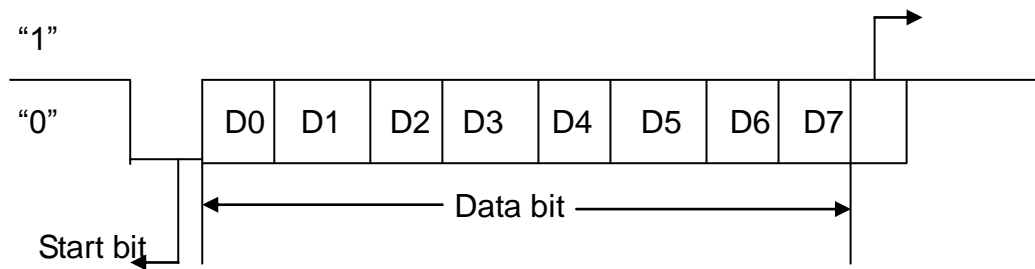 “1”
“0”
D0 D1 D2 D3 D4 D5 D6 D7
Data bit
Start bit